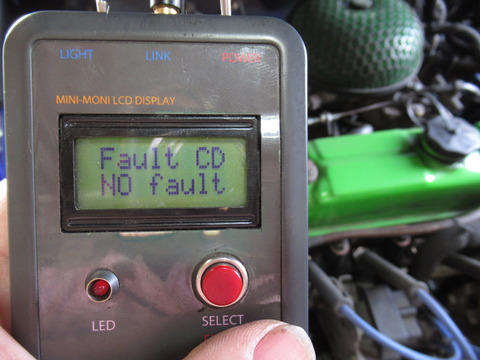 LIGHT LINK POWER
MINI-MONI LCD DISPLAY
Fault CD
NO fault
LED SELECT